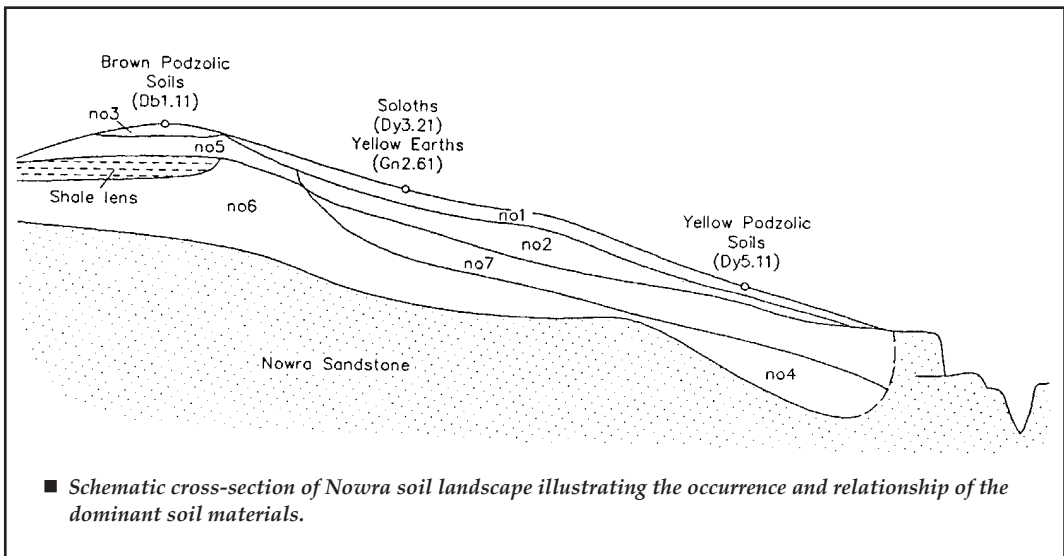 Brown Podzolic
Soils
(Db1.11)
no3
no5
Shale lens
no6
Soloths
(Dy3.21)
Yellow Earths
(Gn2.61)
no1
no2
no7
Yellow Podzolic
Soils
(Dy5.11)
no4
Nowra Sandstone
■ Schematic cross-section of Nowra soil landscape illustrating the occurrence and relationship of the
dominant soil materials.